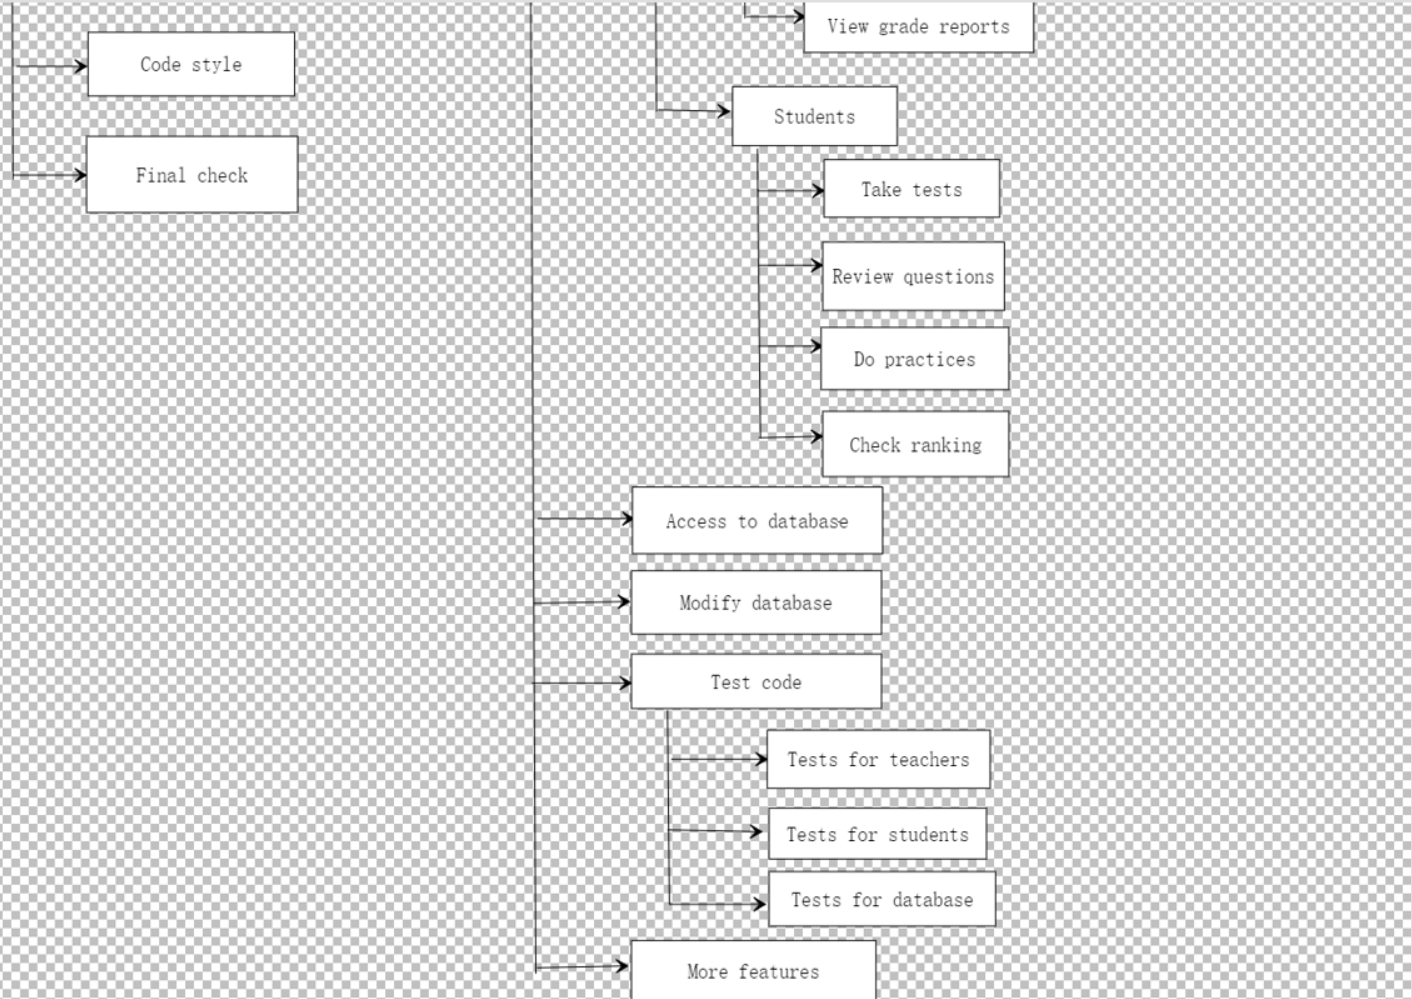 View grade reports
Code style
Students
Final check
Take tests
Review questions
Do practices
Check ranking
Access to database
Modify database
Test code
Tests for teachers
Tests for students
Tests for database
More features